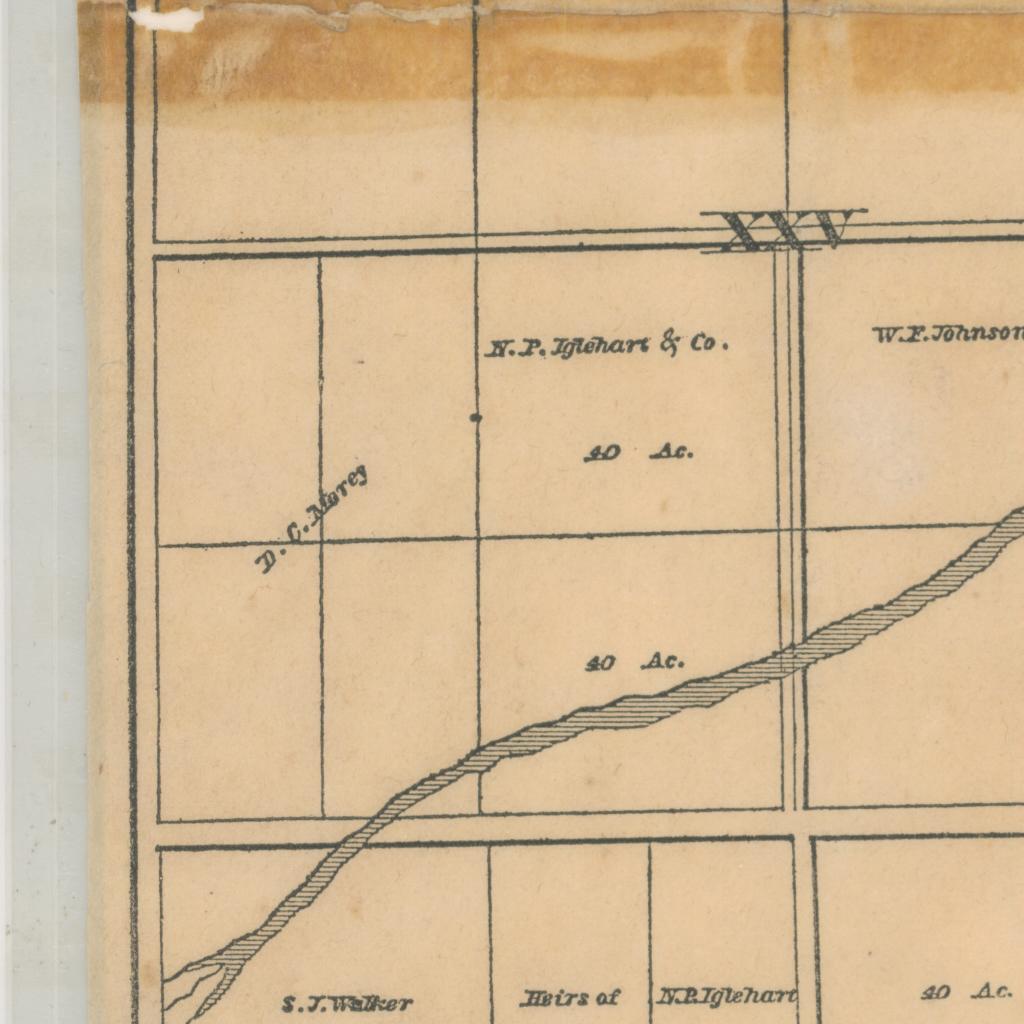 XXV
N. P. Iglehart & Co.
W. F. Johnson
40 Ac.
D. C. Morey
40 Ac.
S. J. Walker
Heirs of
N. P. Iglehart
40 Ac.